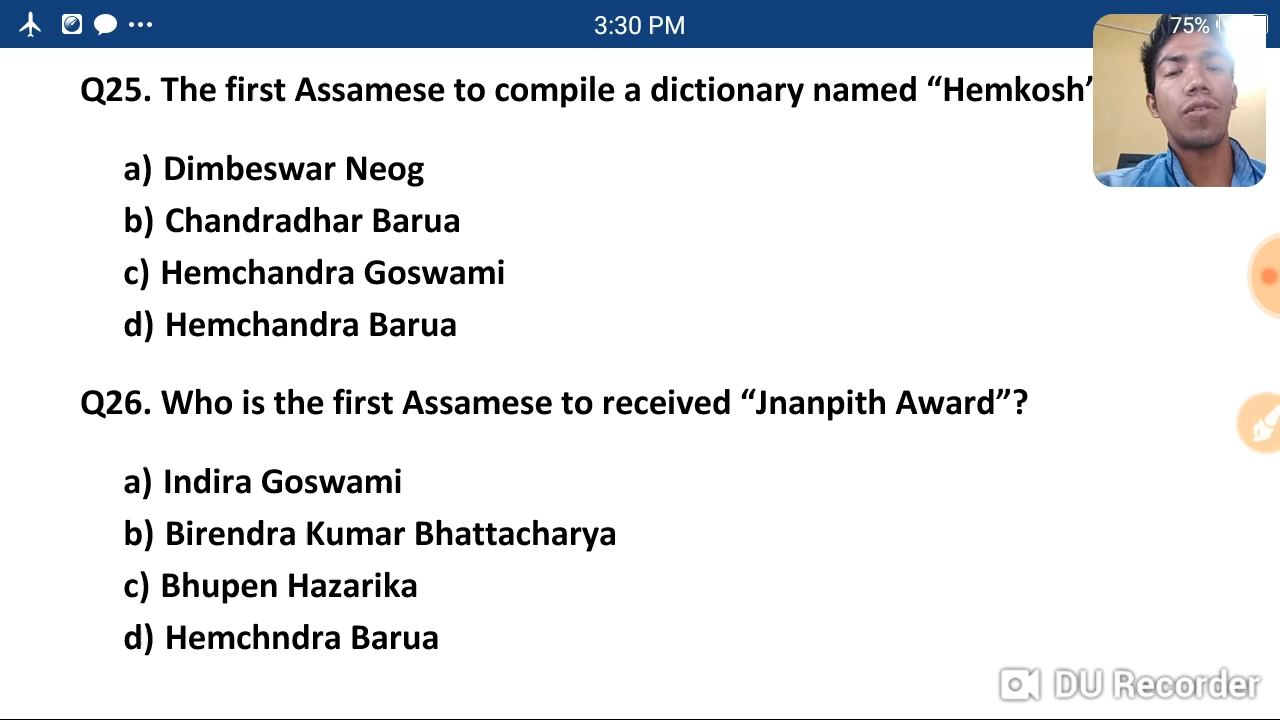 3:30 PM
75%
Q25. The first Assamese to compile a dictionary named “Hemkosh’
a) Dimbeswar Neog
b) Chandradhar Barua
c) Hemchandra Goswami
d) Hemchandra Barua
Q26. Who is the first Assamese to received “Jnanpith Award”?
a) Indira Goswami
b) Birendra Kumar Bhattacharya
c) Bhupen Hazarika
d) Hemchndra Barua
DU Recorder